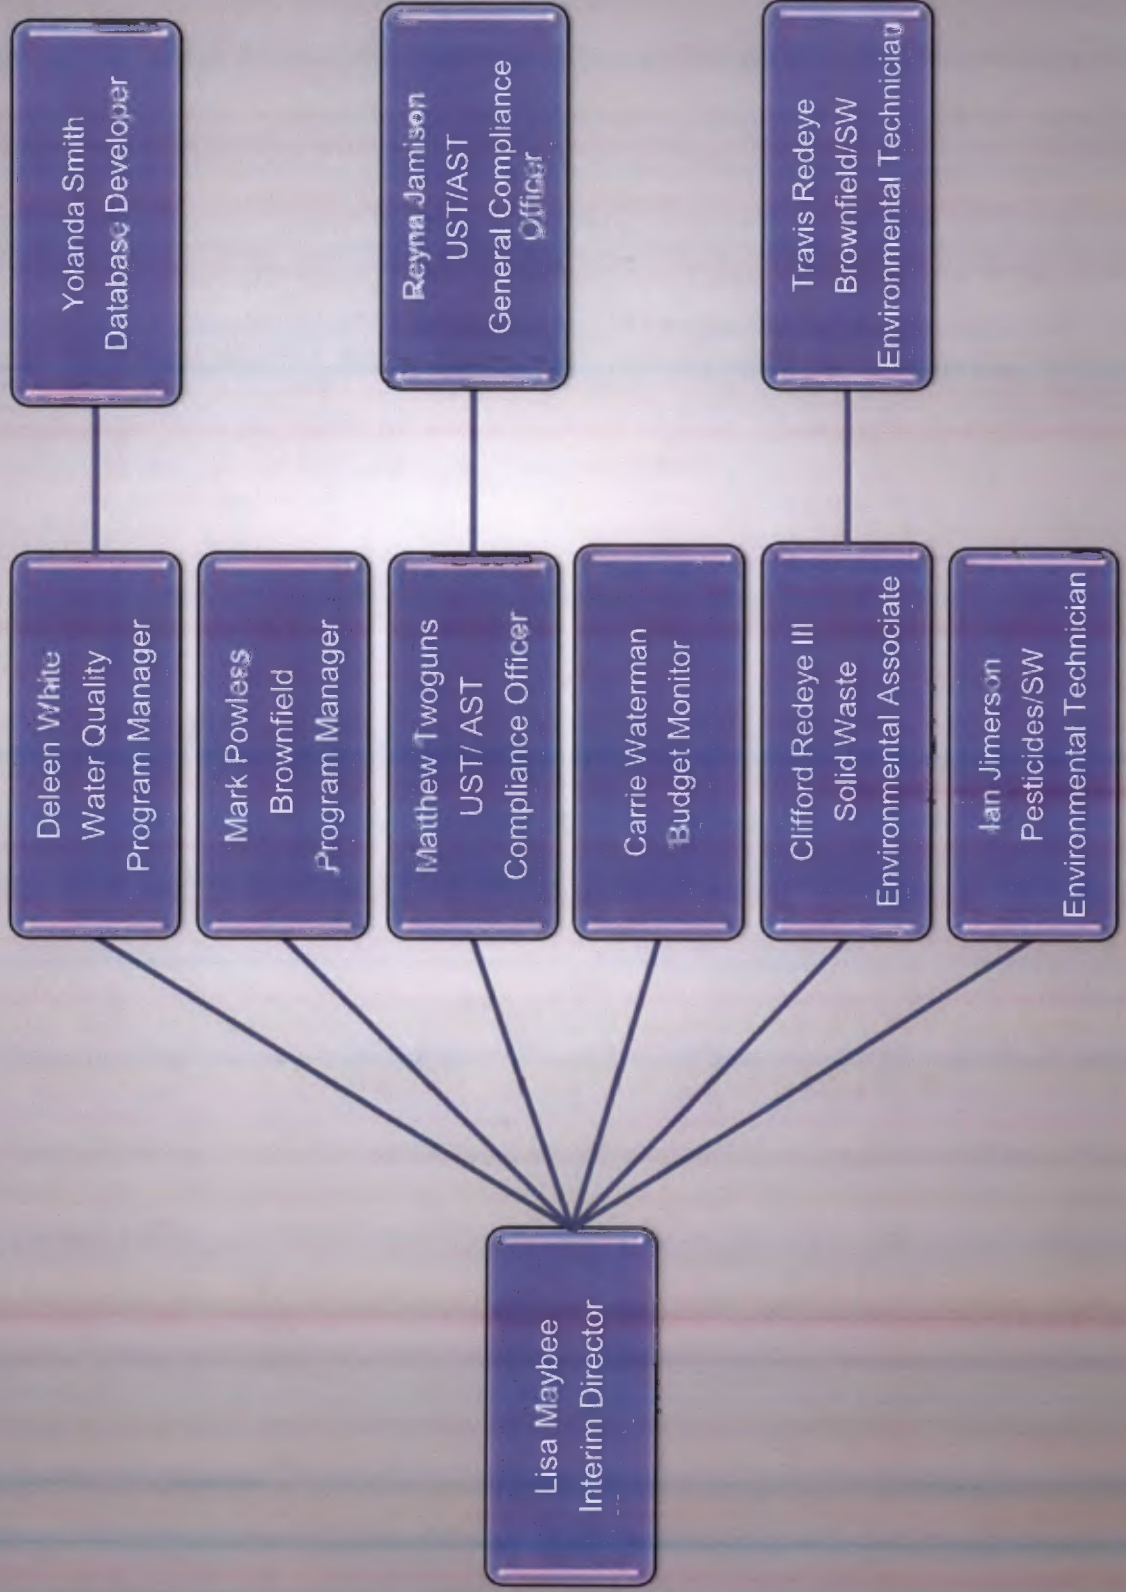 Lisa Maybee
Interim Director
Deleen White
Water Quality
Program Manager
Mark Powless
Brownfield
Program Manager
Matthew Twoguns
UST/ AST
Compliance Officer
Carrie Waterman
Budget Monitor
Clifford Redeye III
Solid Waste
Environmental Associate
Ian Jimerson
Pesticides/SW
Environmental Technician
Yolanda Smith
Database Developer
Reyna Jamison
UST/AST
General Compliance
Officer
Travis Redeye
Brownfield/SW
Environmental Technician